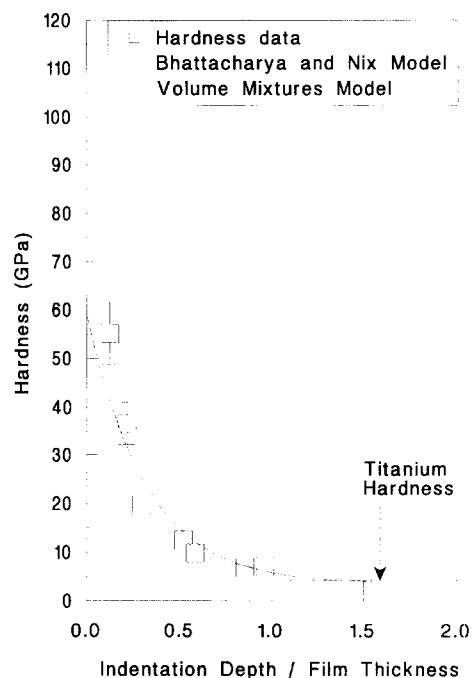 120
110
100
90
80
70
60
50
40
30
20
10
0
Hardness (GPa)
Hardness data
Bhattacharya and Nix Model
Volume Mixtures Model
Titanium
Hardness
0.0 0.5 1.0 1.5 2.0
Indentation Depth / Film Thickness